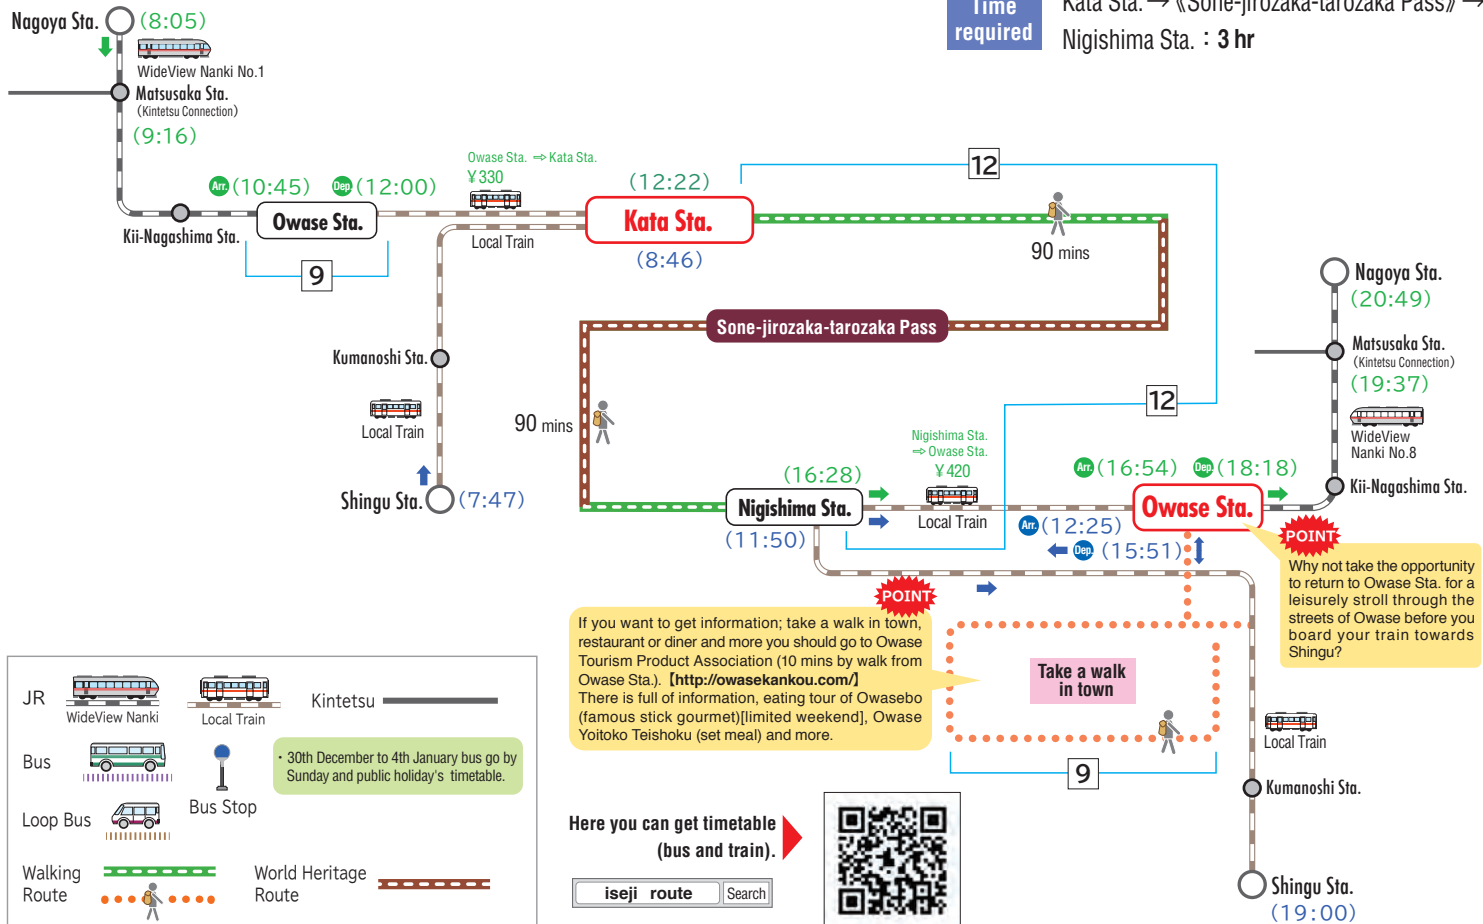 Time
required
Kata Sta. → 《Sone-jirozaka-tarozaka Pass》 →
Nigishima Sta. : 3 hr
Nagoya Sta.
(8:05)
WideView Nanki No.1
Matsusaka Sta.
(Kintetsu Connection)
(9:16)
Arr. (10:45)
Dep. (12:00)
Kii-Nagashima Sta.
Owase Sta.
9
Owase Sta. ⇒ Kata Sta.
¥330
Local Train
(12:22)
Kata Sta.
(8:46)
12
90 mins
Sone-jirozaka-tarozaka Pass
Kumanoshi Sta.
Local Train
Shingu Sta.
(7:47)
90 mins
12
Nagoya Sta.
(20:49)
Matsusaka Sta.
(Kintetsu Connection)
(19:37)
WideView
Nanki No.8
Kii-Nagashima Sta.
Nigishima Sta.
⇒ Owase Sta.
¥420
Local Train
(16:28)
Nigishima Sta.
(11:50)
Arr. (16:54)
Dep. (18:18)
Owase Sta.
Arr. (12:25)
Dep. (15:51)
POINT
Why not take the opportunity
to return to Owase Sta. for a
leisurely stroll through the
streets of Owase before you
board your train towards
Shingu?
POINT
If you want to get information; take a walk in town,
restaurant or diner and more you should go to Owase
Tourism Product Association (10 mins by walk from
Owase Sta.). 【http://owasekankou.com/】
There is full of information, eating tour of Owasebo
(famous stick gourmet)[limited weekend], Owase
Yoitoko Teishoku (set meal) and more.
Take a walk
in town
9
Local Train
Kumanoshi Sta.
Shingu Sta.
(19:00)
JR
WideView Nanki
Local Train
Kintetsu
Bus
Bus Stop
・30th December to 4th January bus go by
Sunday and public holiday's timetable.
Loop Bus
Walking
Route
World Heritage
Route
Here you can get timetable
(bus and train).
iseji route
Search